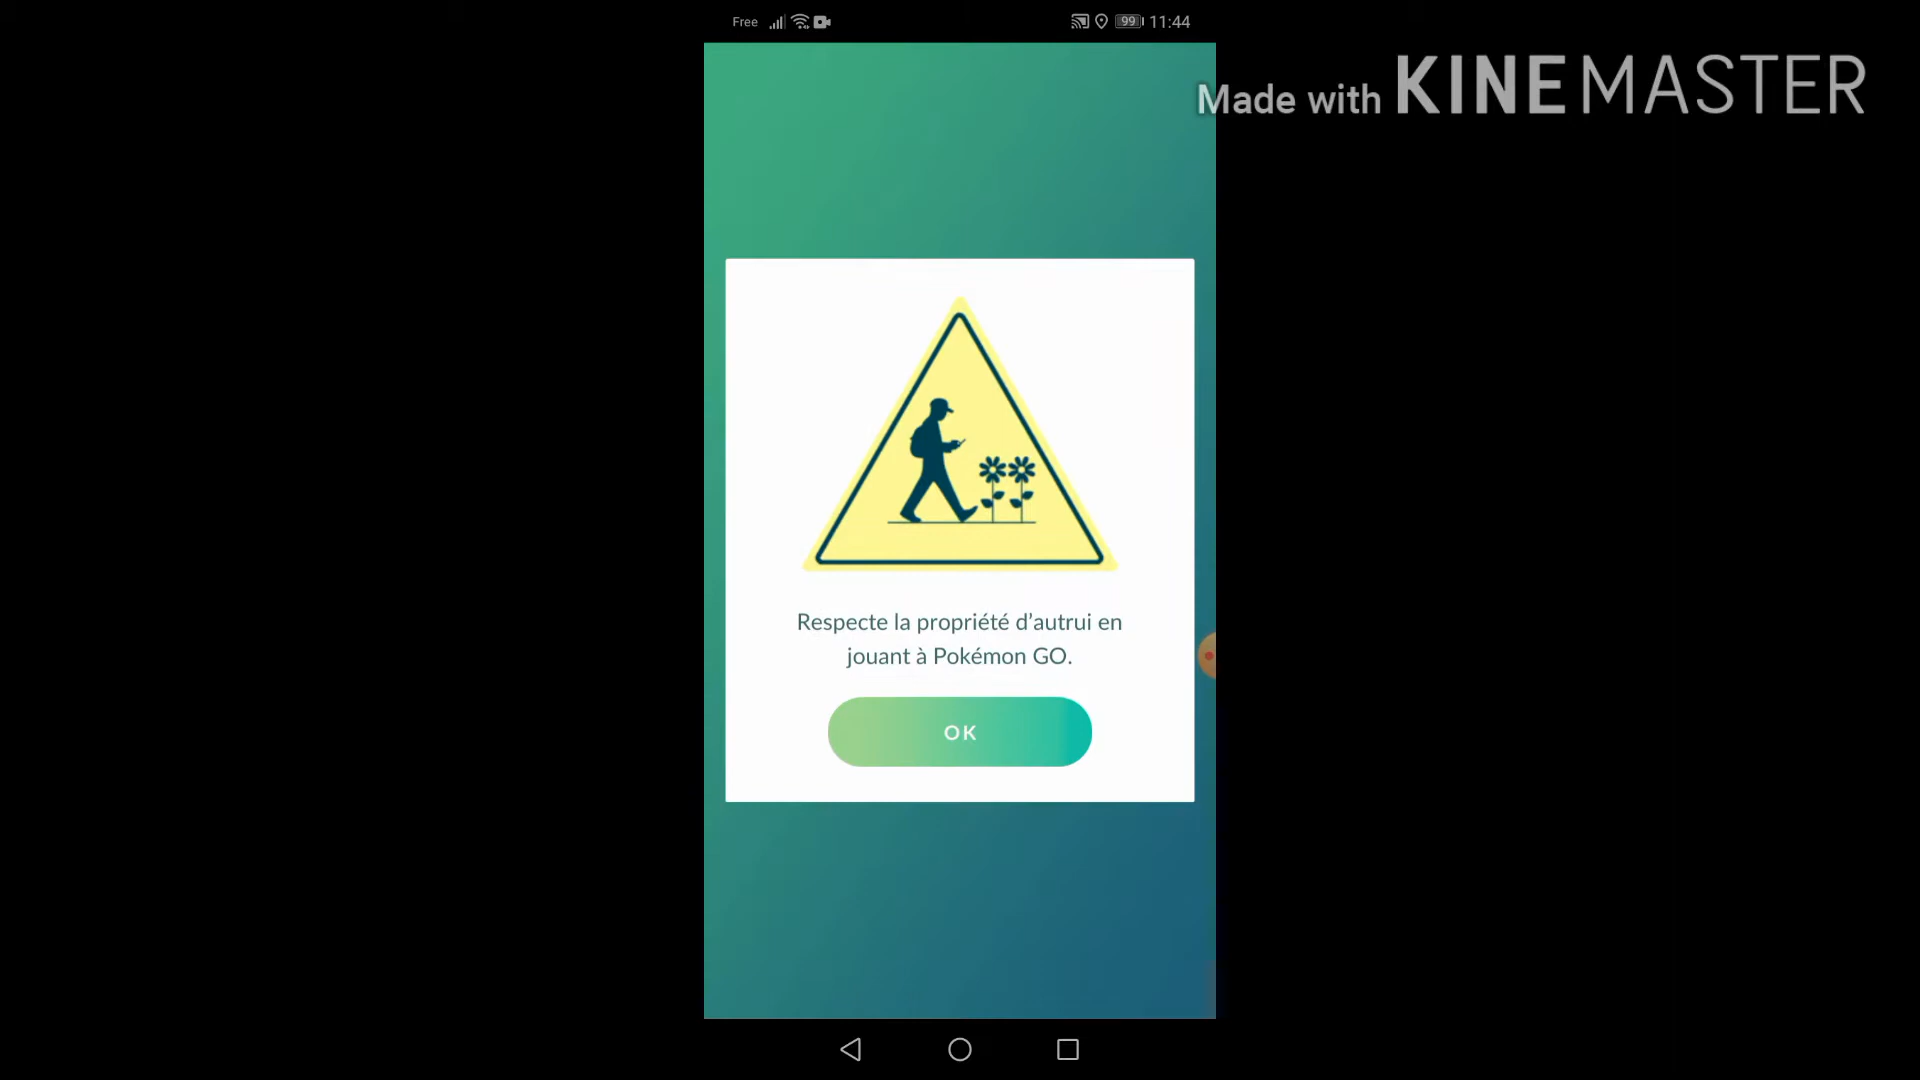 Free 99 11:44
Made with KINEMASTER
Respecte la propriété d’autrui en
jouant à Pokémon GO.
OK